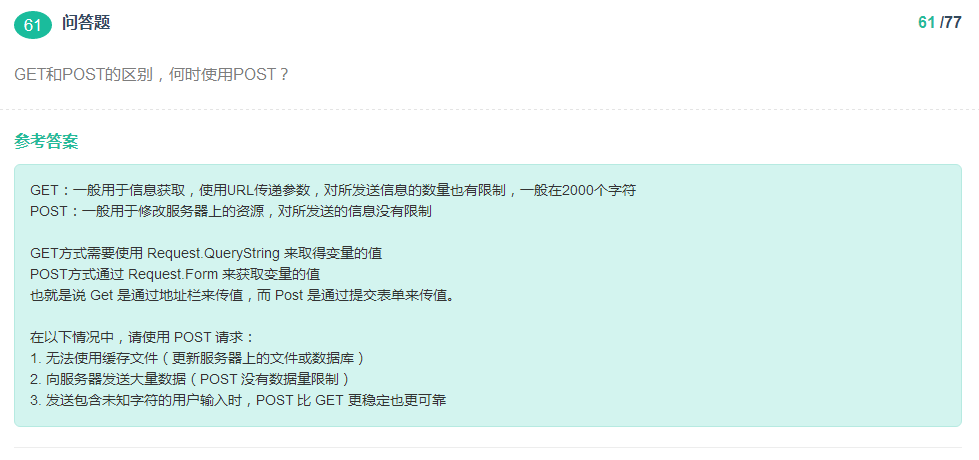 61 问答题 61 /77
GET和POST的区别，何时使用POST？
参考答案
GET：一般用于信息获取，使用URL传递参数，对所发送信息的数量也有限制，一般在2000个字符
POST：一般用于修改服务器上的资源，对所发送的信息没有限制
GET方式需要使用 Request.QueryString 来取得变量的值
POST方式通过 Request.Form 来获取变量的值
也就是说 Get 是通过地址栏来传值，而 Post 是通过提交表单来传值。
在以下情况中，请使用 POST 请求：
1. 无法使用缓存文件（更新服务器上的文件或数据库）
2. 向服务器发送大量数据（POST 没有数据量限制）
3. 发送包含未知字符的用户输入时，POST 比 GET 更稳定也更可靠